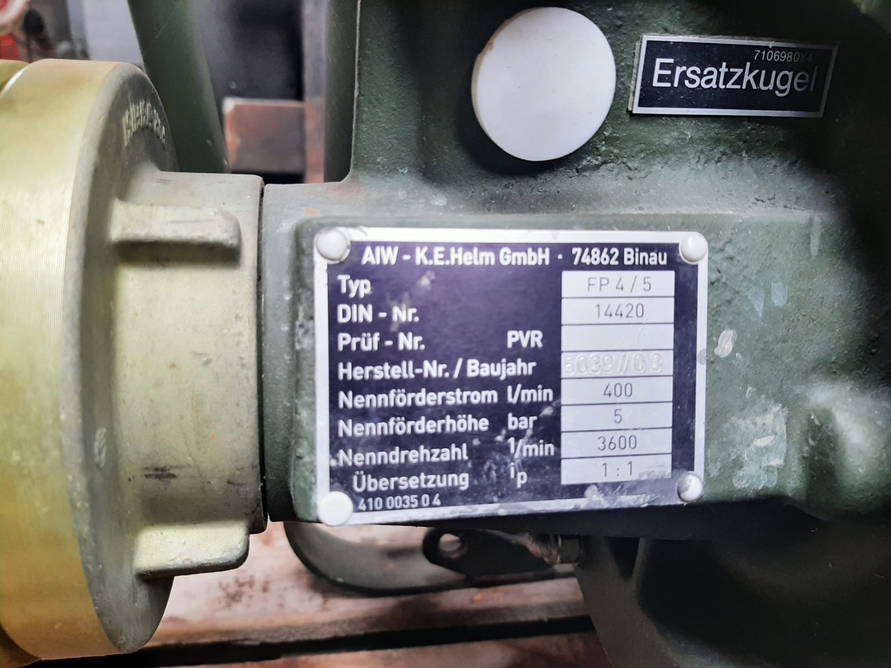 7106980Y4
Ersatzkugel
AIW - K.E.Helm GmbH · 74862 Binau
Typ FP 4 / 5
DIN - Nr. 14420
Prüf - Nr. PVR
Herstell-Nr. / Baujahr
Nennförderstrom l/min 400
Nennförderhöhe bar 5
Nenndrehzahl 1/min 3600
Übersetzung ip 1 : 1
410 0035 0 4